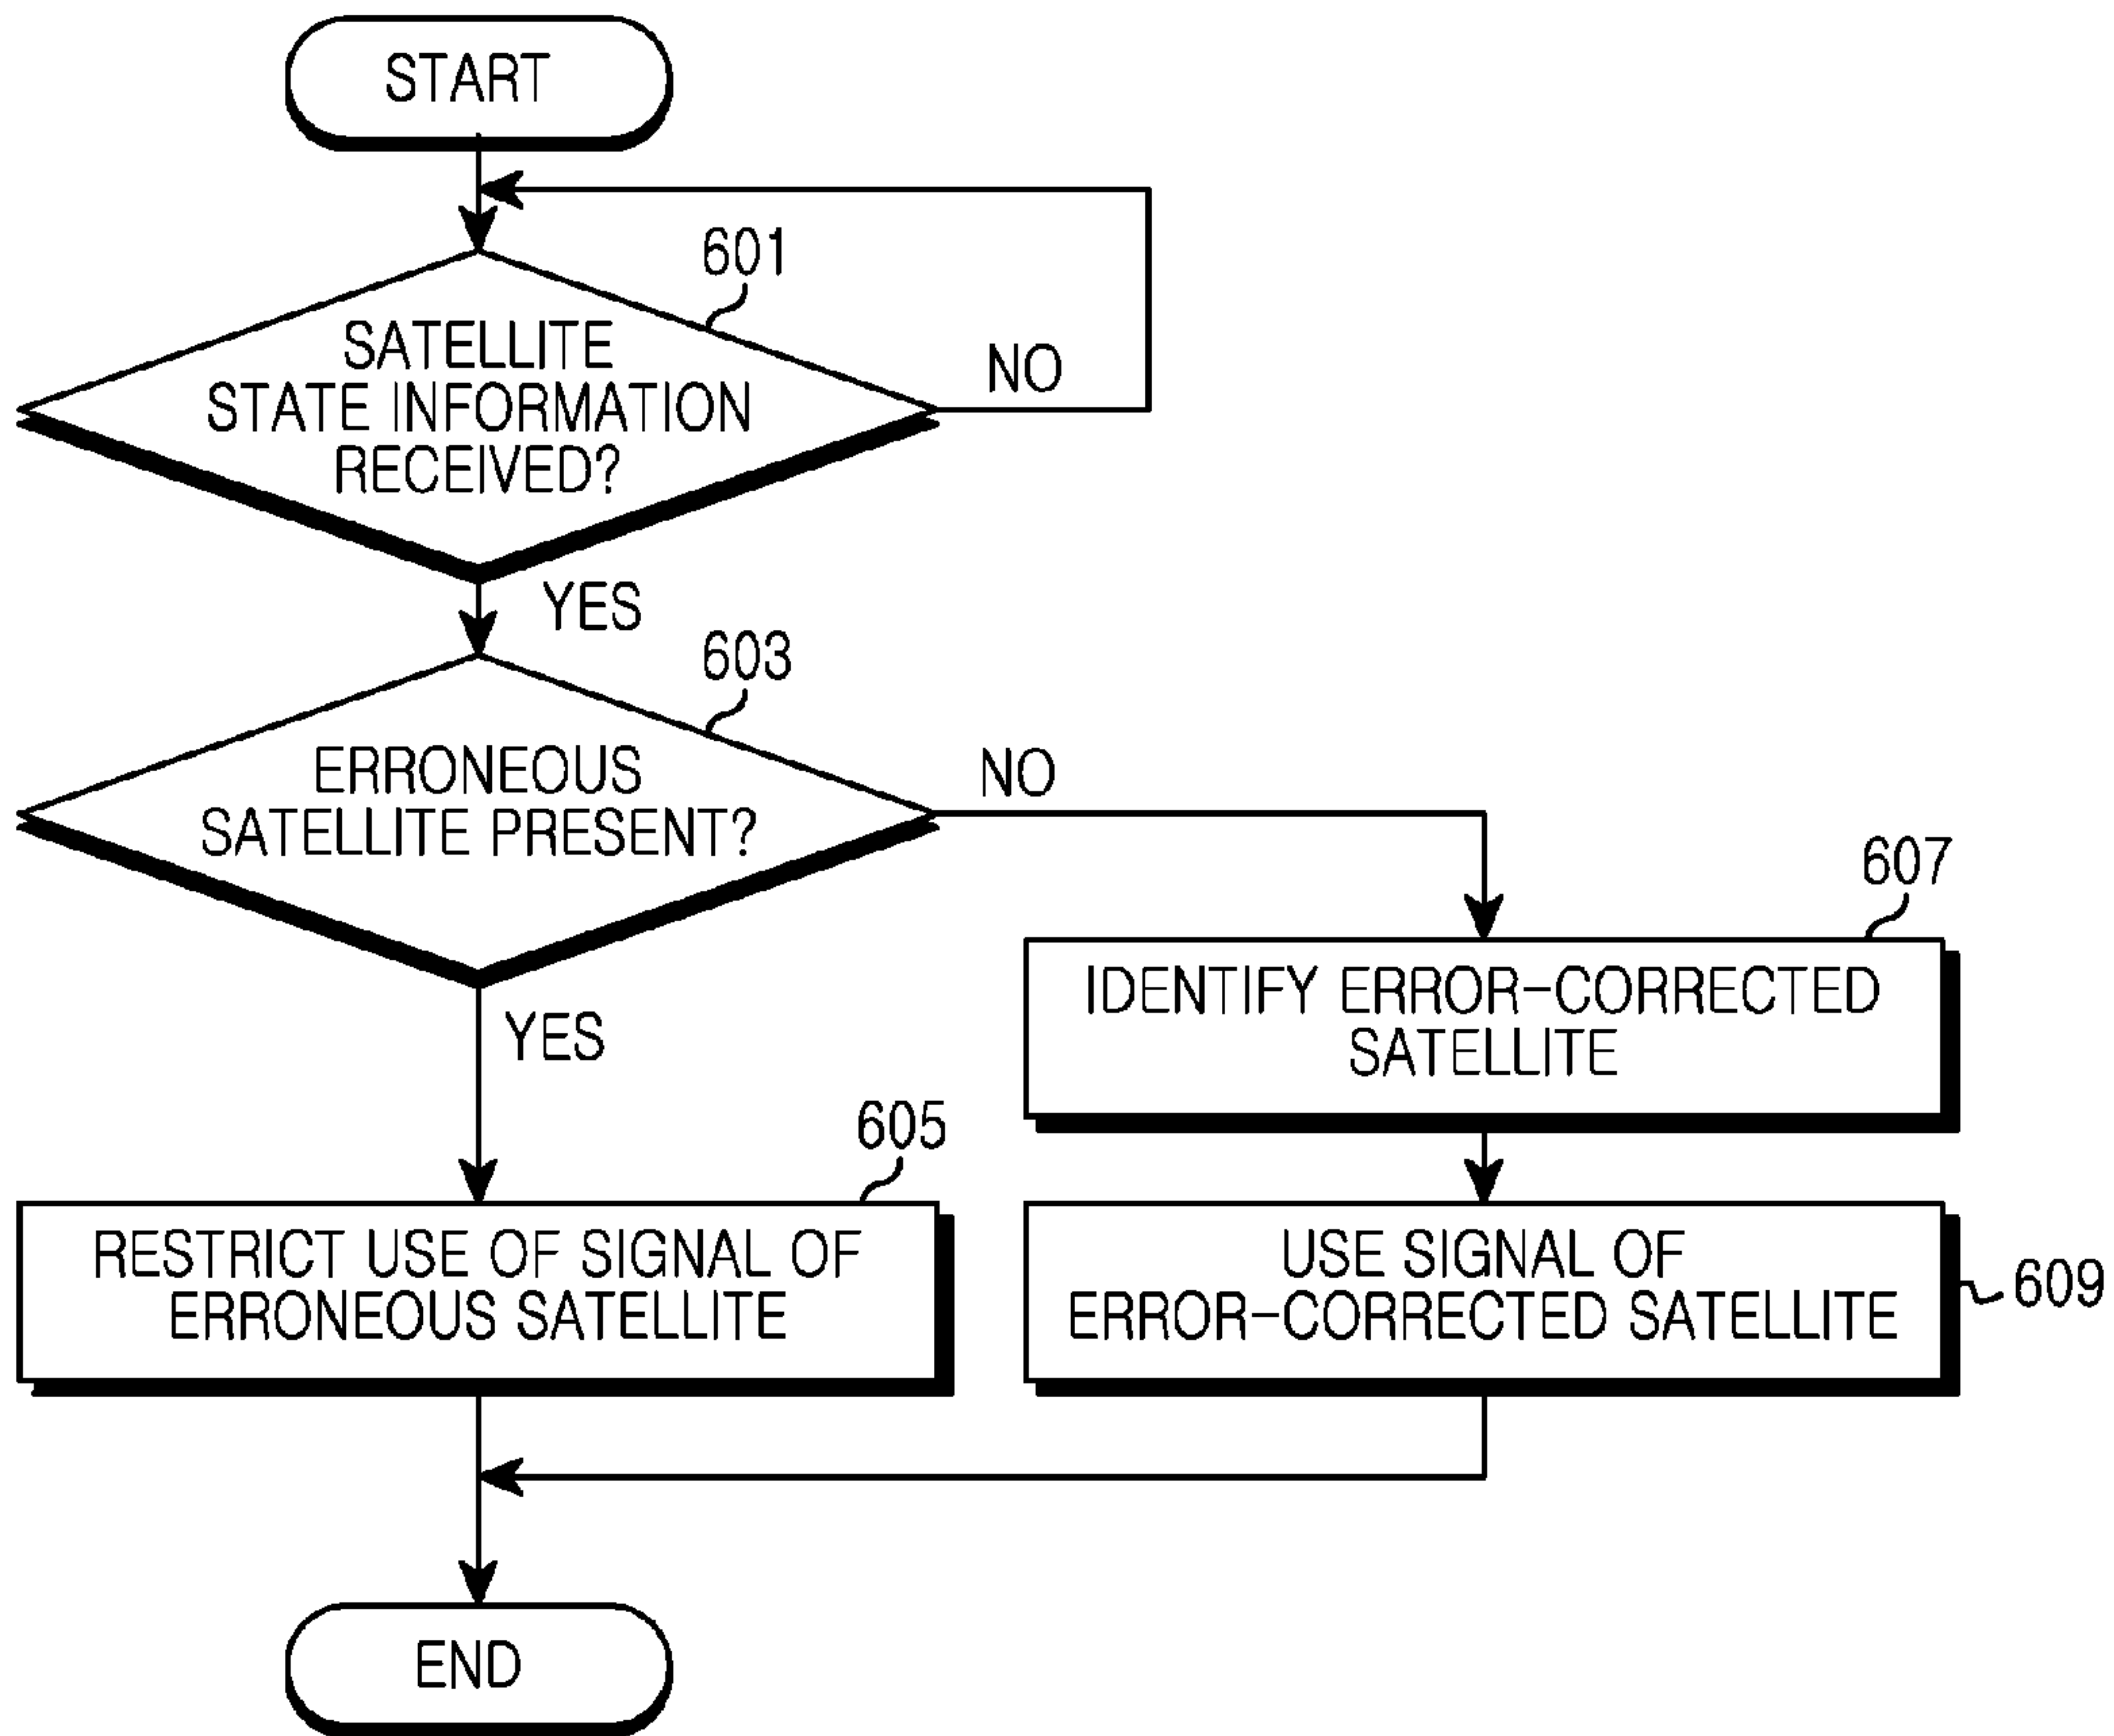 START
601
SATELLITE
STATE INFORMATION
RECEIVED?
NO
YES
603
ERRONEOUS
SATELLITE PRESENT?
NO
YES
607
IDENTIFY ERROR-CORRECTED
SATELLITE
605
RESTRICT USE OF SIGNAL OF
ERRONEOUS SATELLITE
USE SIGNAL OF
ERROR-CORRECTED SATELLITE
609
END